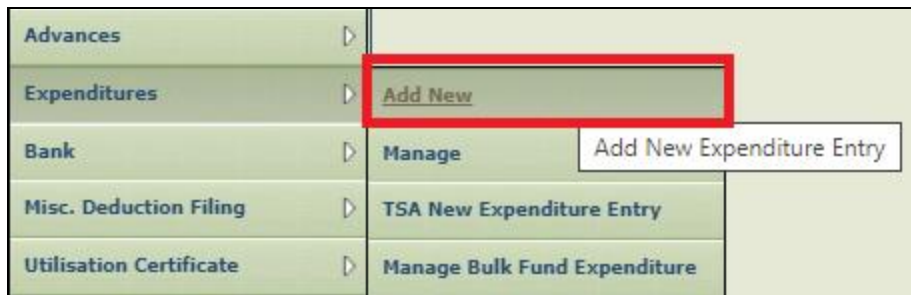 Advances
Expenditures
Add New
Add New Expenditure Entry
Bank
Manage
Misc. Deduction Filing
TSA New Expenditure Entry
Utilisation Certificate
Manage Bulk Fund Expenditure